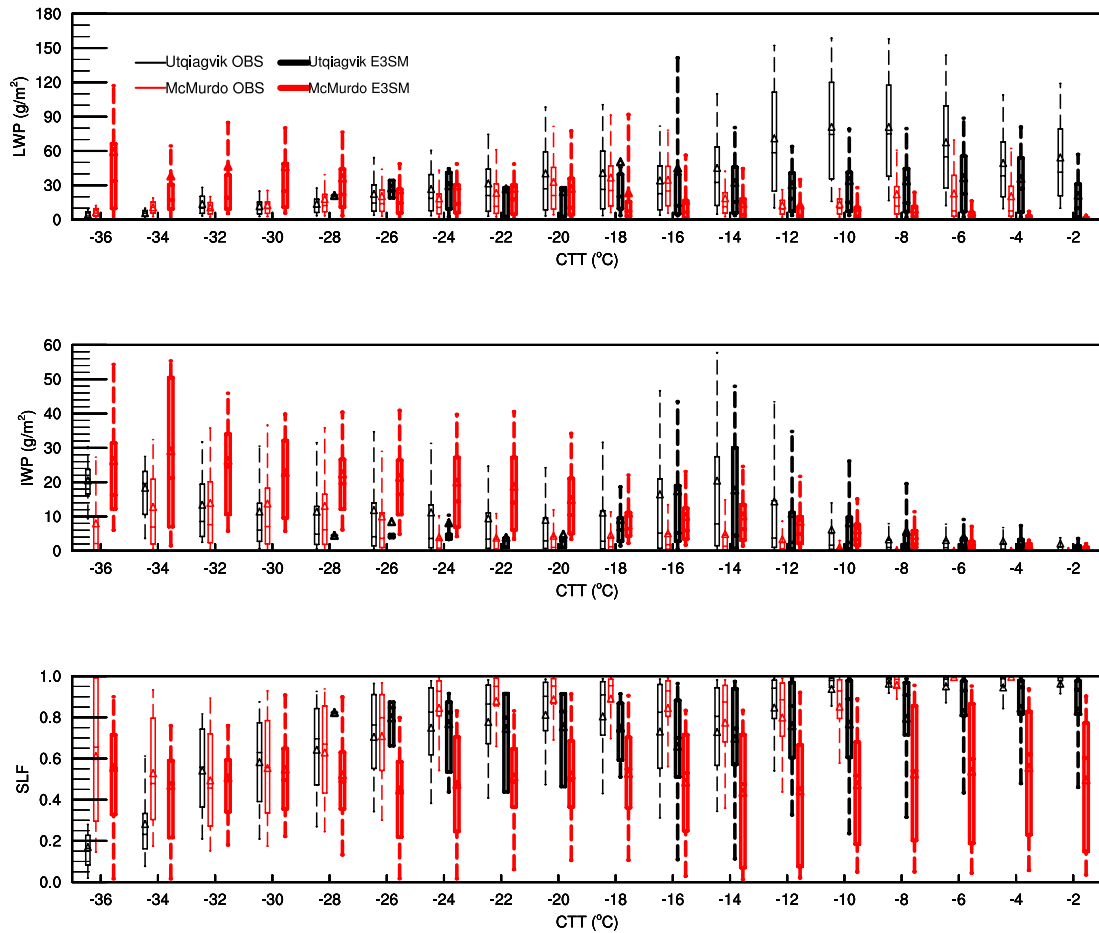 180
150
120
90
60
30
0
LWP (g/m²)
Utqiagvik OBS
Utqiagvik E3SM
McMurdo OBS
McMurdo E3SM
-36 -34 -32 -30 -28 -26 -24 -22 -20 -18 -16 -14 -12 -10 -8 -6 -4 -2
CTT (°C)
60
50
40
30
20
10
0
IWP (g/m²)
-36 -34 -32 -30 -28 -26 -24 -22 -20 -18 -16 -14 -12 -10 -8 -6 -4 -2
CTT (°C)
1.0
0.8
0.6
0.4
0.2
0.0
SLF
-36 -34 -32 -30 -28 -26 -24 -22 -20 -18 -16 -14 -12 -10 -8 -6 -4 -2
CTT (°C)